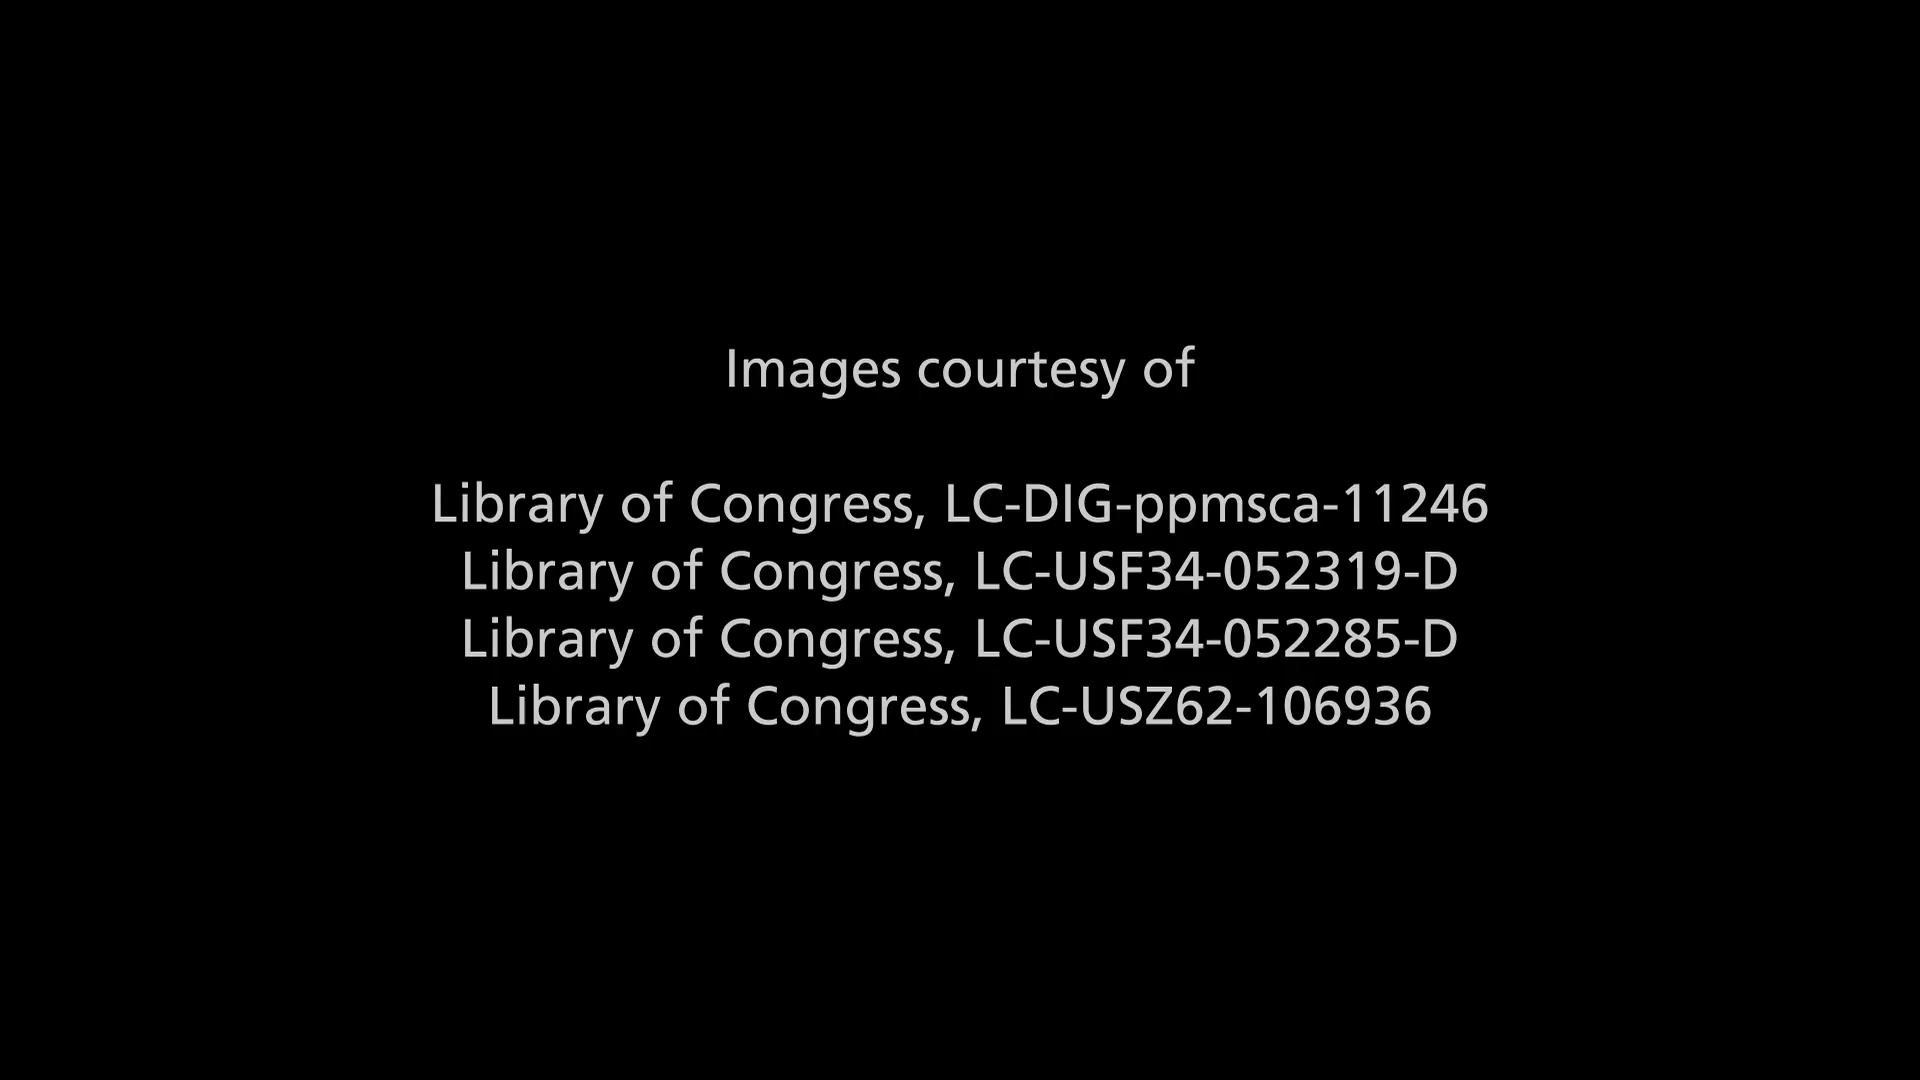 Images courtesy of
Library of Congress, LC-DIG-ppmsca-11246
Library of Congress, LC-USF34-052319-D
Library of Congress, LC-USF34-052285-D
Library of Congress, LC-USZ62-106936